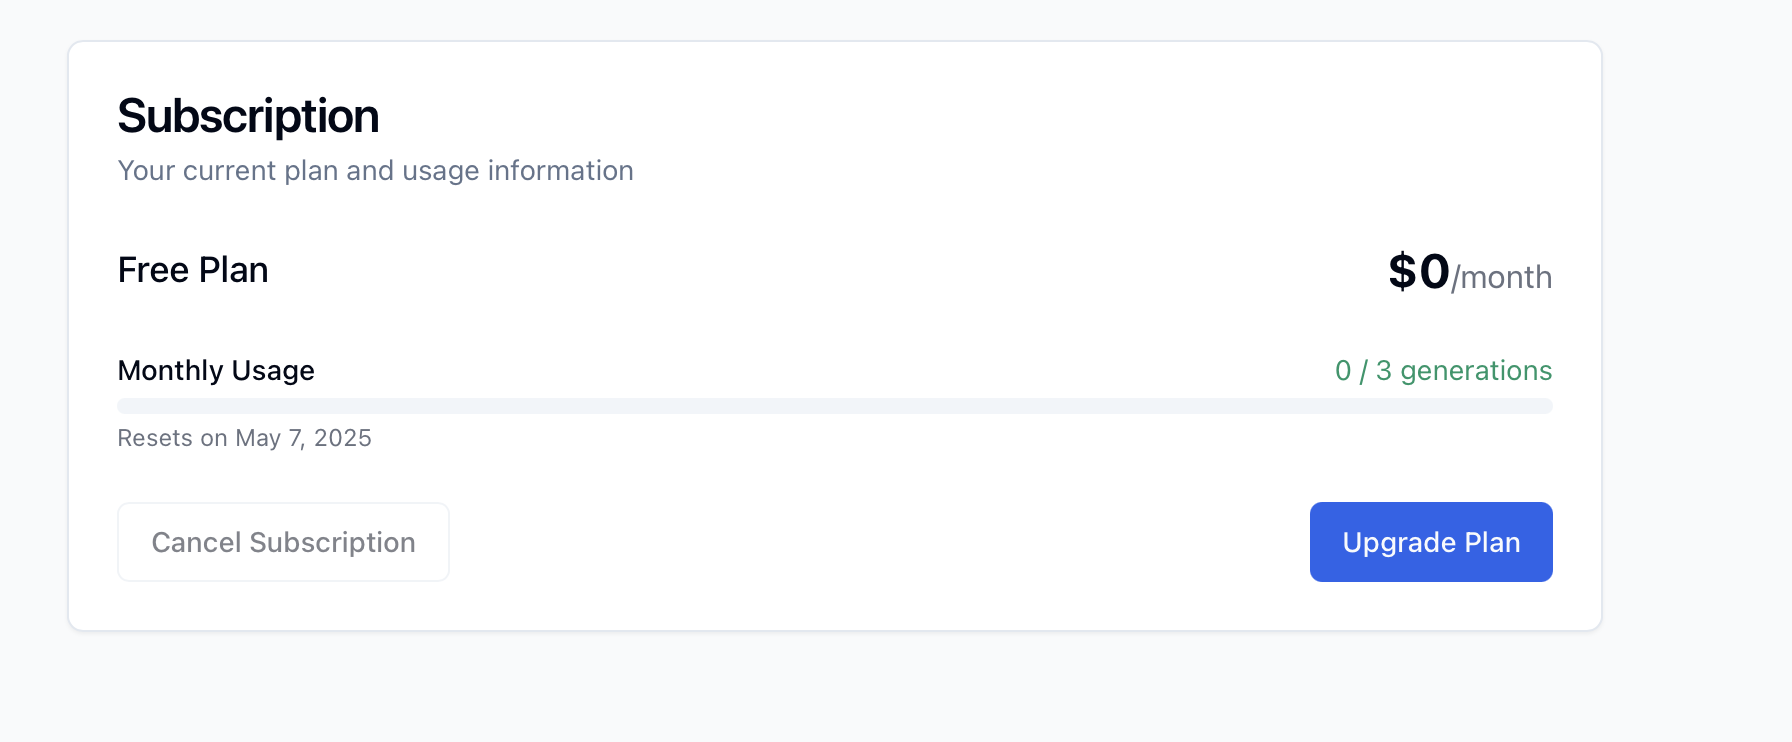 Subscription
Your current plan and usage information
Free Plan
$0/month
Monthly Usage
0 / 3 generations
Resets on May 7, 2025
Cancel Subscription
Upgrade Plan